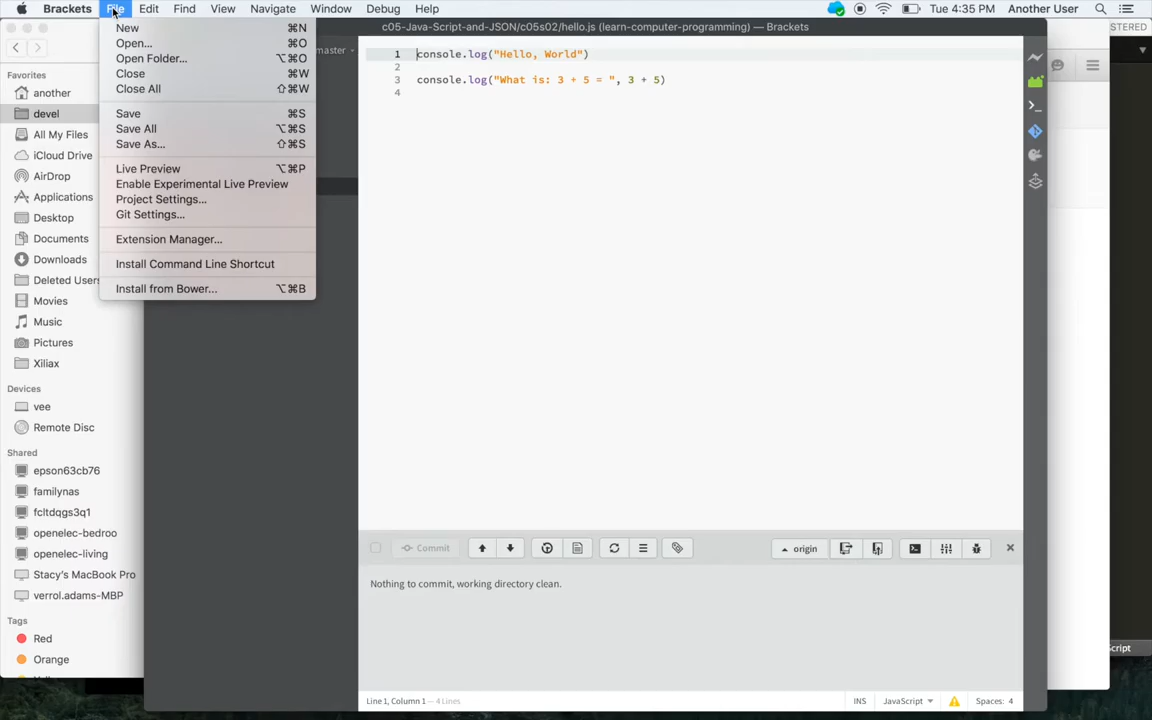 Brackets File Edit Find View Navigate Window Debug Help Tue 4:35 PM Another User
c05-Java-Script-and-JSON/c05s02/hello.js (learn-computer-programming) — Brackets
STERED
master
New ⌘N
Open... ⌘O
Open Folder... ⌥⌘O
Close ⌘W
Close All ⇧⌘W
Save ⌘S
Save All ⌥⌘S
Save As... ⇧⌘S
Live Preview ⌥⌘P
Enable Experimental Live Preview
Project Settings...
Git Settings...
Extension Manager...
Install Command Line Shortcut
Install from Bower... ⌥⌘B
Favorites
another
devel
All My Files
iCloud Drive
AirDrop
Applications
Desktop
Documents
Downloads
Deleted Users
Movies
Music
Pictures
Xiliax
Devices
vee
Remote Disc
Shared
epson63cb76
familynas
fcltdqgs3q1
openelec-bedroo
openelec-living
Stacy's MacBook Pro
verrol.adams-MBP
Tags
Red
Orange
1 console.log("Hello, World")
2
3 console.log("What is: 3 + 5 = ", 3 + 5)
4
Commit origin
Nothing to commit, working directory clean.
Line 1, Column 1 — 4 Lines
INS JavaScript Spaces: 4
cript